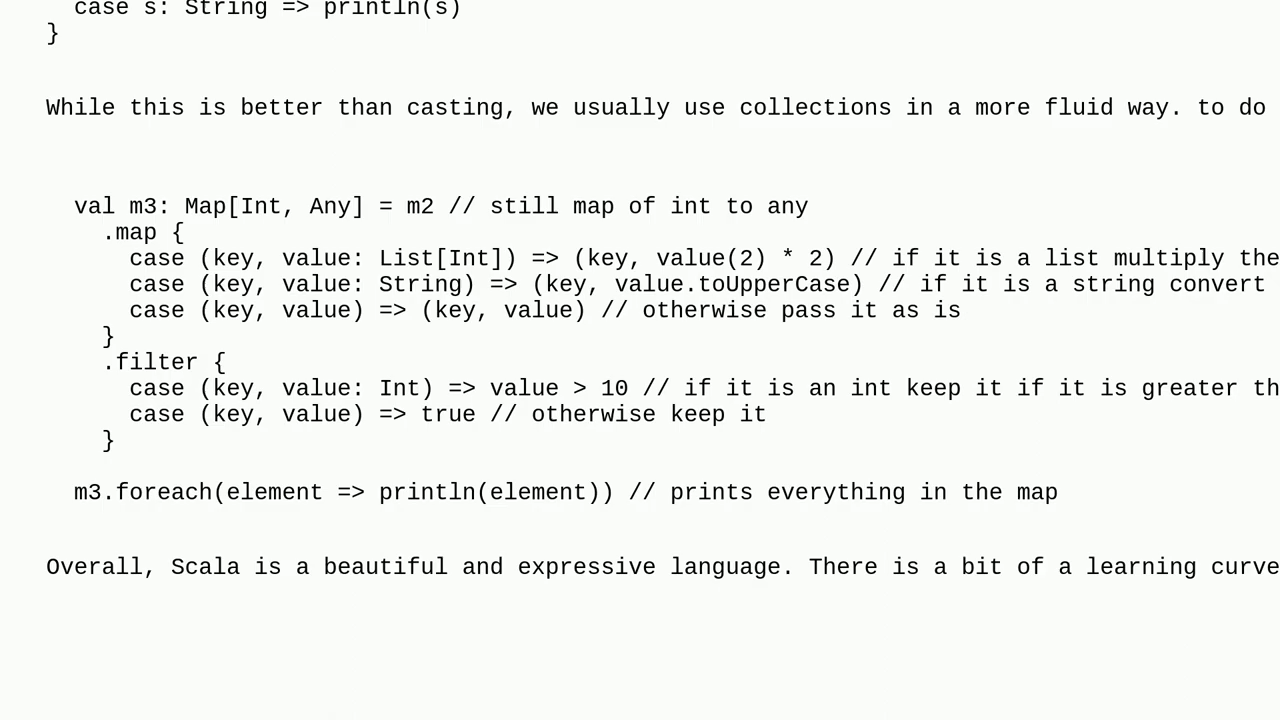 case s: String => println(s)
}
While this is better than casting, we usually use collections in a more fluid way. to do
val m3: Map[Int, Any] = m2 // still map of int to any
.map {
case (key, value: List[Int]) => (key, value(2) * 2) // if it is a list multiply the
case (key, value: String) => (key, value.toUpperCase) // if it is a string convert
case (key, value) => (key, value) // otherwise pass it as is
}
.filter {
case (key, value: Int) => value > 10 // if it is an int keep it if it is greater th
case (key, value) => true // otherwise keep it
}
m3.foreach(element => println(element)) // prints everything in the map
Overall, Scala is a beautiful and expressive language. There is a bit of a learning curve